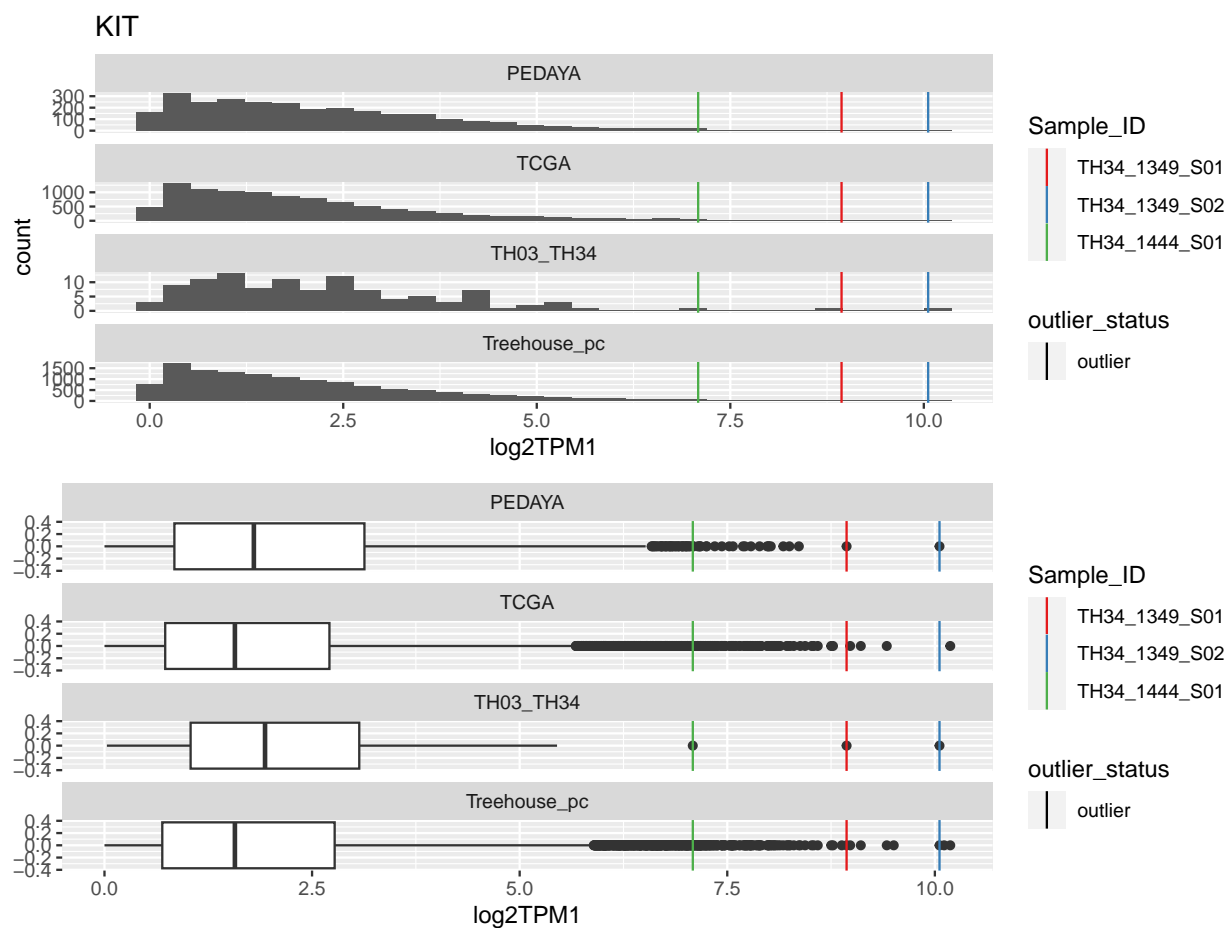 KIT
PEDAYA
300
200
100
0
TCGA
1000
500
0
TH03_TH34
10
5
0
Treehouse_pc
1500
1000
500
0
count
0.0 2.5 5.0 7.5 10.0
log2TPM1
Sample_ID
TH34_1349_S01
TH34_1349_S02
TH34_1444_S01
outlier_status
outlier
PEDAYA
0.4
0.2
0.0
−0.2
−0.4
TCGA
0.4
0.2
0.0
−0.2
−0.4
TH03_TH34
0.4
0.2
0.0
−0.2
−0.4
Treehouse_pc
0.4
0.2
0.0
−0.2
−0.4
0.0 2.5 5.0 7.5 10.0
log2TPM1
Sample_ID
TH34_1349_S01
TH34_1349_S02
TH34_1444_S01
outlier_status
outlier